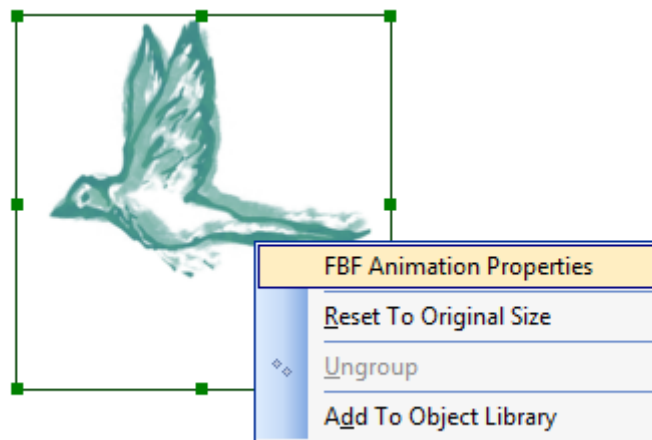 FBF Animation Properties
Reset To Original Size
Ungroup
Add To Object Library